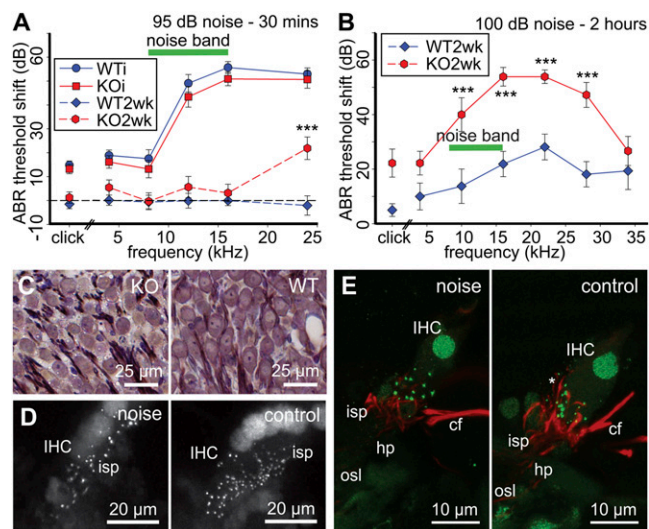 A
95 dB noise - 30 mins
noise band
ABR threshold shift (dB)
60
30
10
-10
WTi
KOi
WT2wk
KO2wk
***
click
5
10
15
20
25
frequency (kHz)
B
100 dB noise - 2 hours
ABR threshold shift (dB)
60
40
20
0
WT2wk
KO2wk
***
***
***
***
noise band
click
5
10
15
20
25
30
35
frequency (kHz)
C
KO
25 µm
WT
25 µm
D
noise
IHC
isp
20 µm
control
IHC
isp
20 µm
E
noise
IHC
isp
cf
hp
osl
10 µm
control
IHC
*
isp
cf
hp
osl
10 µm